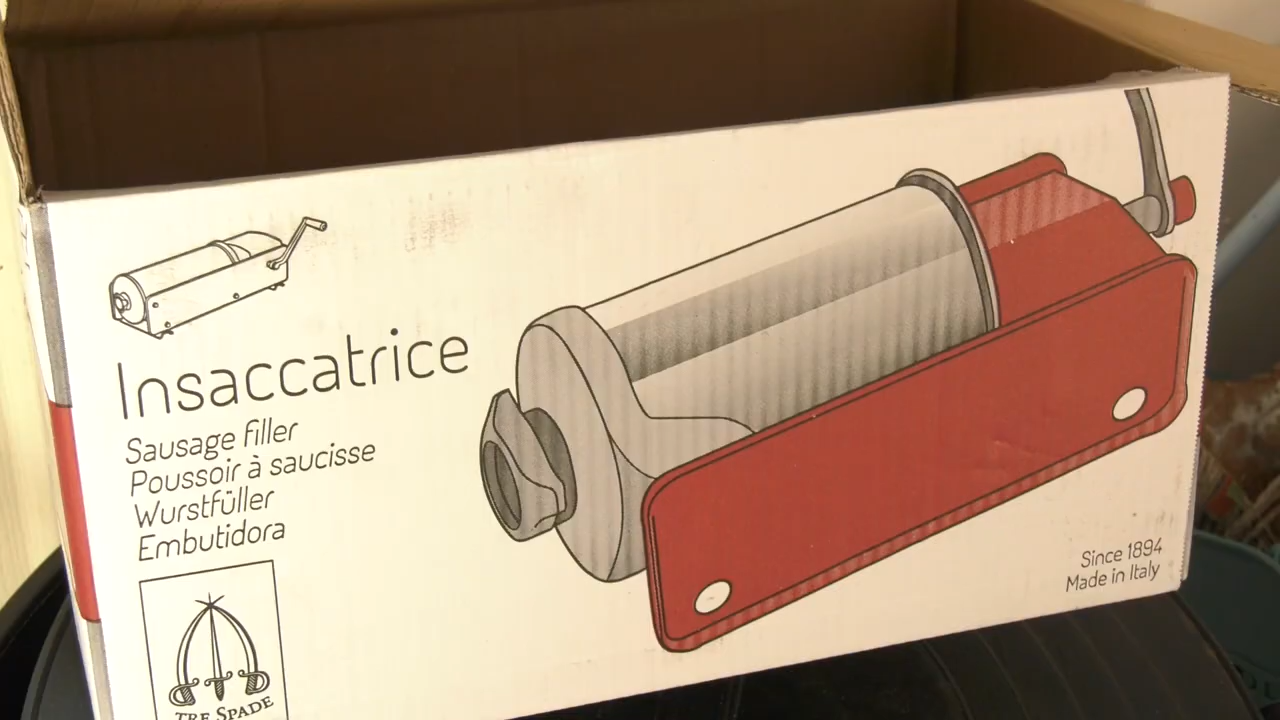 Insaccatrice
Sausage filler
Poussoir à saucisse
Wurstfüller
Embutidora
TRE SPADE
Since 1894
Made in Italy